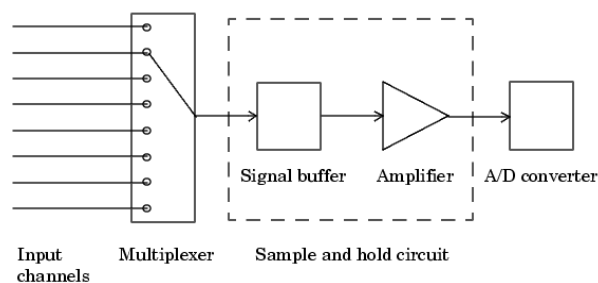 Signal buffer
Amplifier
A/D converter
Input
channels
Multiplexer
Sample and hold circuit